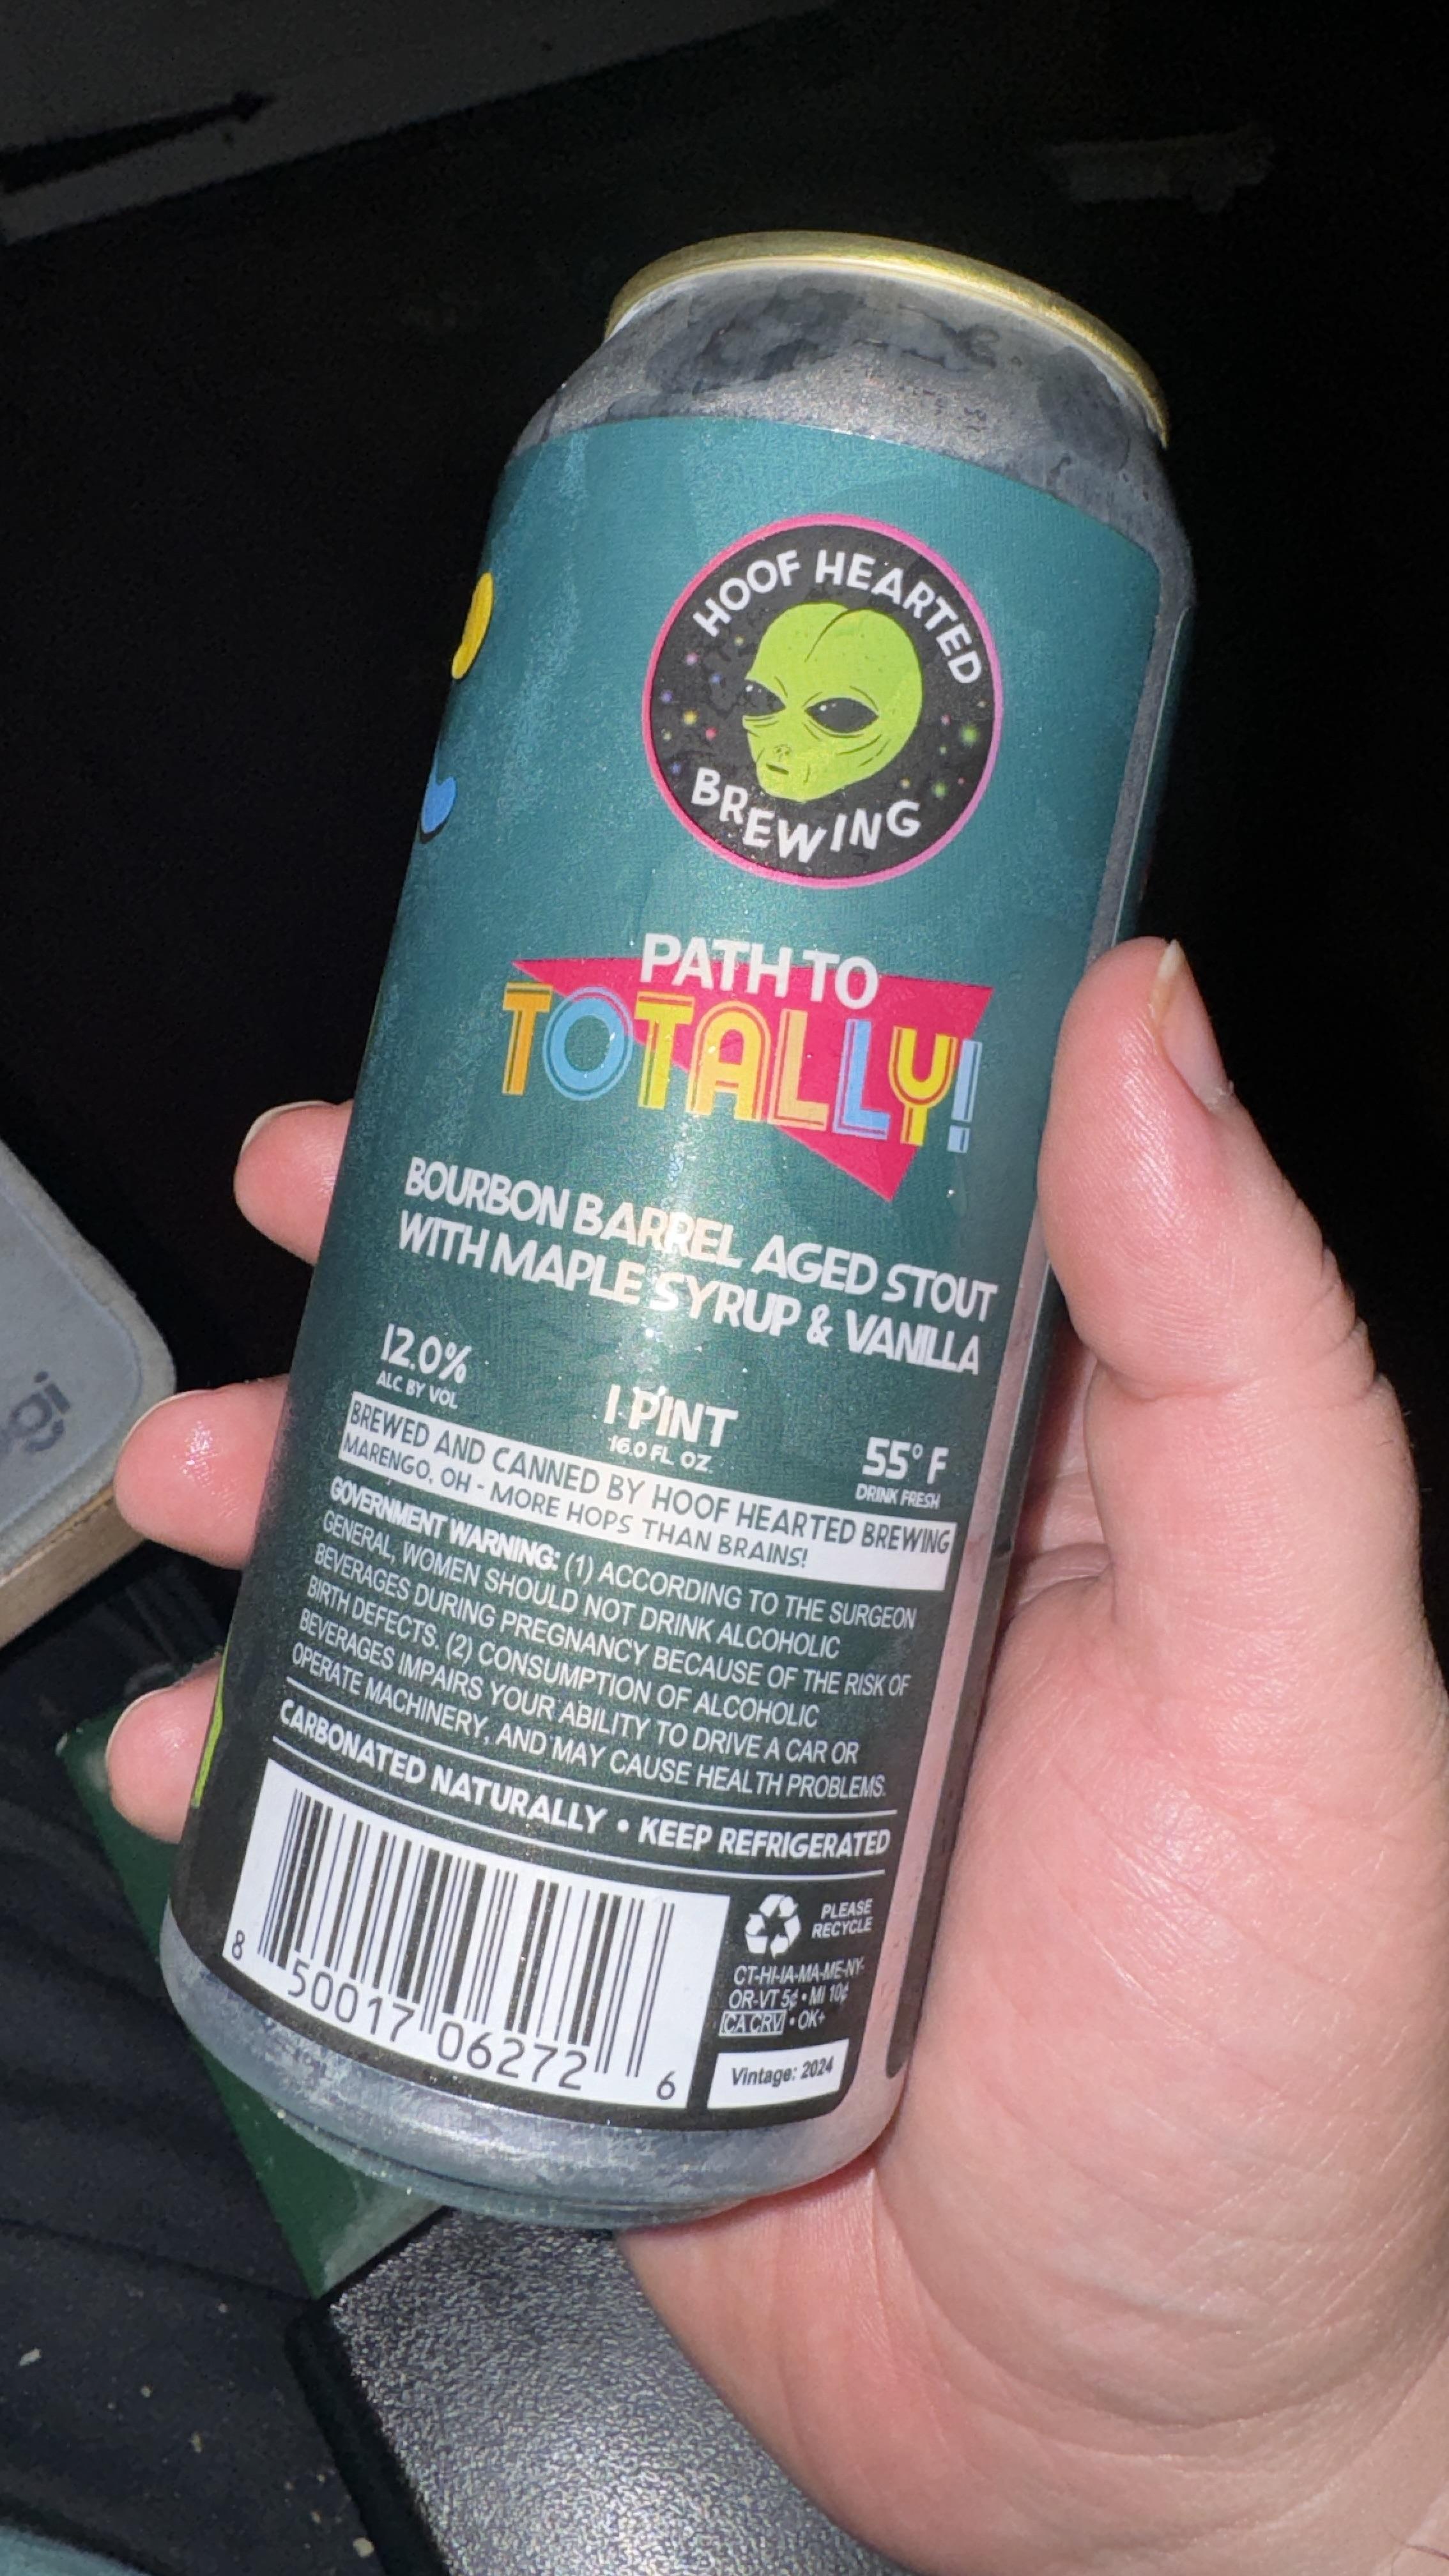 HOOF HEARTED
BREWING
PATH TO
TOTALLY!
BOURBON BARREL AGED STOUT
WITH MAPLE SYRUP & VANILLA
12.0%
ALC BY VOL
1 PINT
16.0 FL OZ
55° F
DRINK FRESH
BREWED AND CANNED BY HOOF HEARTED BREWING
MARENGO, OH - MORE HOPS THAN BRAINS!
GOVERNMENT WARNING: (1) ACCORDING TO THE SURGEON
GENERAL, WOMEN SHOULD NOT DRINK ALCOHOLIC
BEVERAGES DURING PREGNANCY BECAUSE OF THE RISK OF
BIRTH DEFECTS. (2) CONSUMPTION OF ALCOHOLIC
BEVERAGES IMPAIRS YOUR ABILITY TO DRIVE A CAR OR
OPERATE MACHINERY, AND MAY CAUSE HEALTH PROBLEMS.
CARBONATED NATURALLY • KEEP REFRIGERATED
8 50017 06272 6
PLEASE
RECYCLE
CT-HI-IA-MA-ME-NY-
OR-VT 5¢ • MI 10¢
CA CRV • OK+
Vintage: 2024